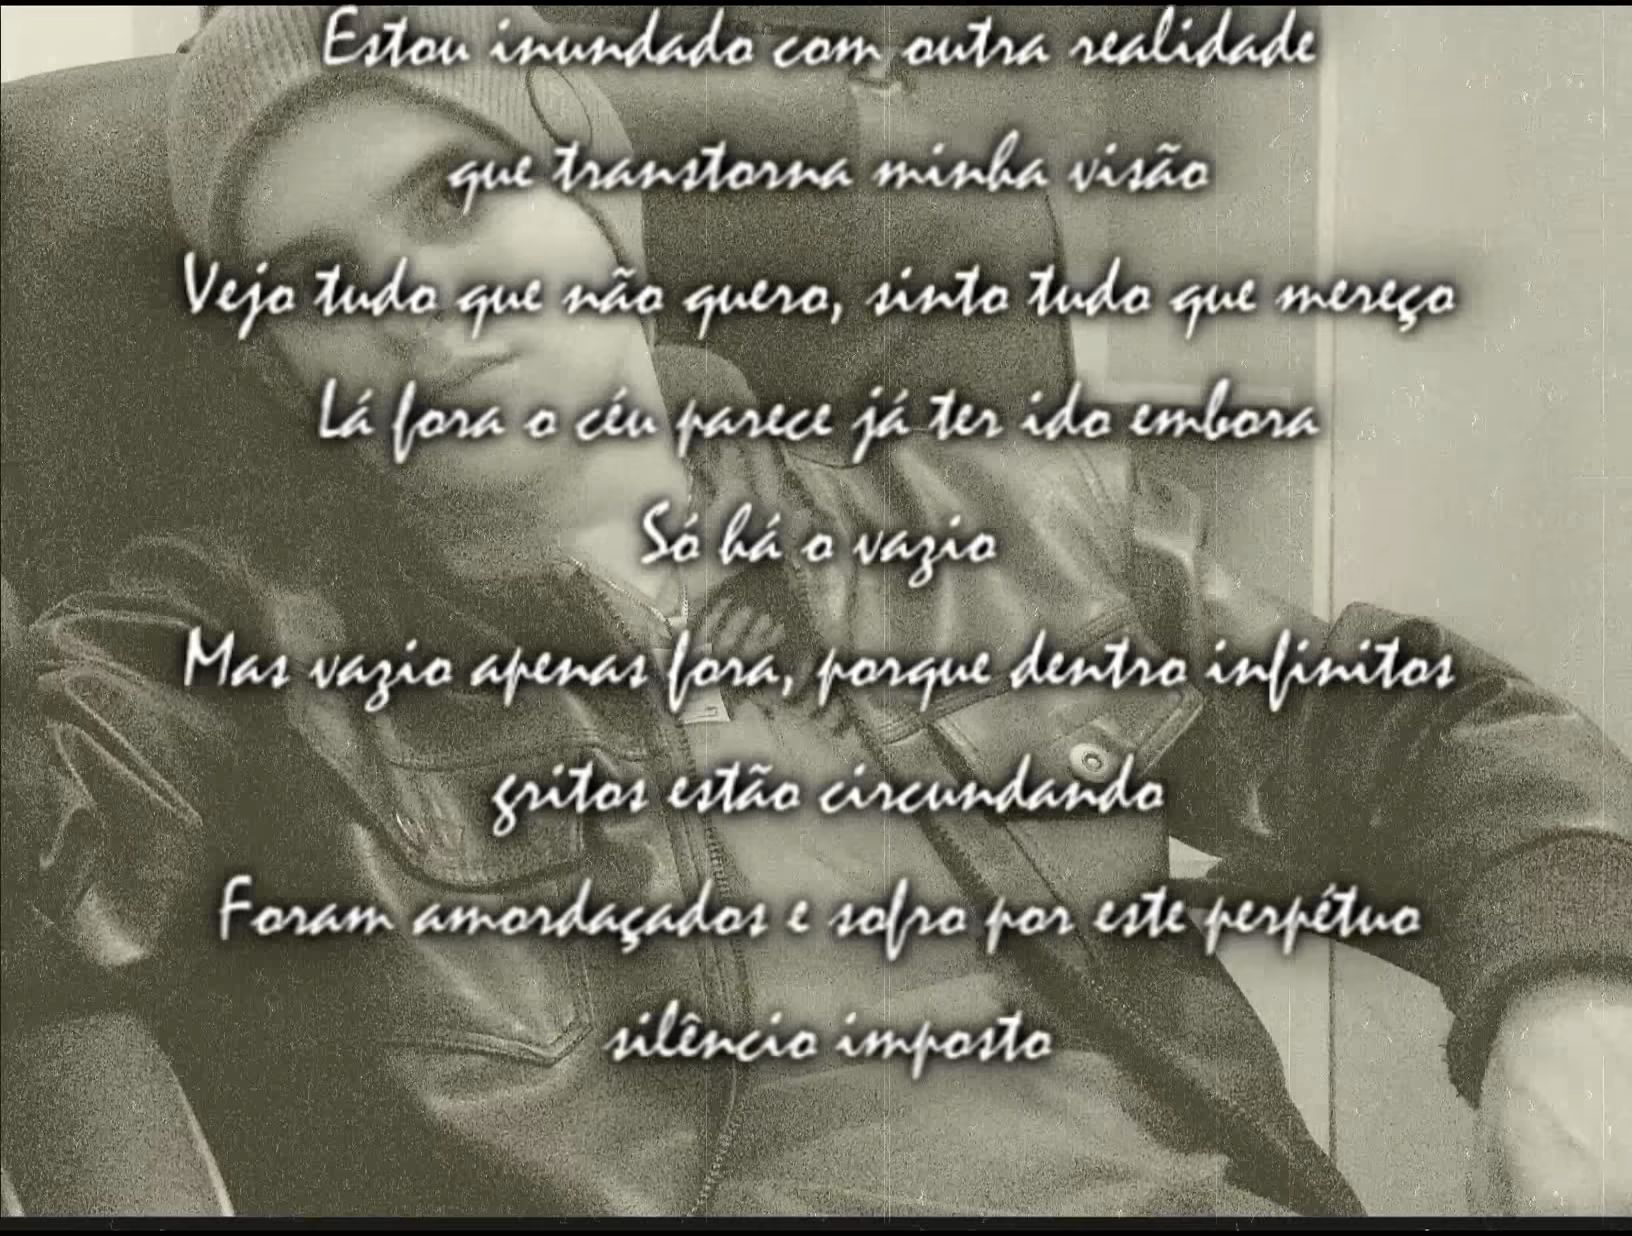 Estou inundado com outra realidade
que transtorna minha visão
Vejo tudo que não quero, sinto tudo que mereço
Lá fora o céu parece já ter ido embora
Só há o vazio
Mas vazio apenas fora, porque dentro infinitos
gritos estão circundando
Foram amordaçados e sofro por este perpétuo
silêncio imposto